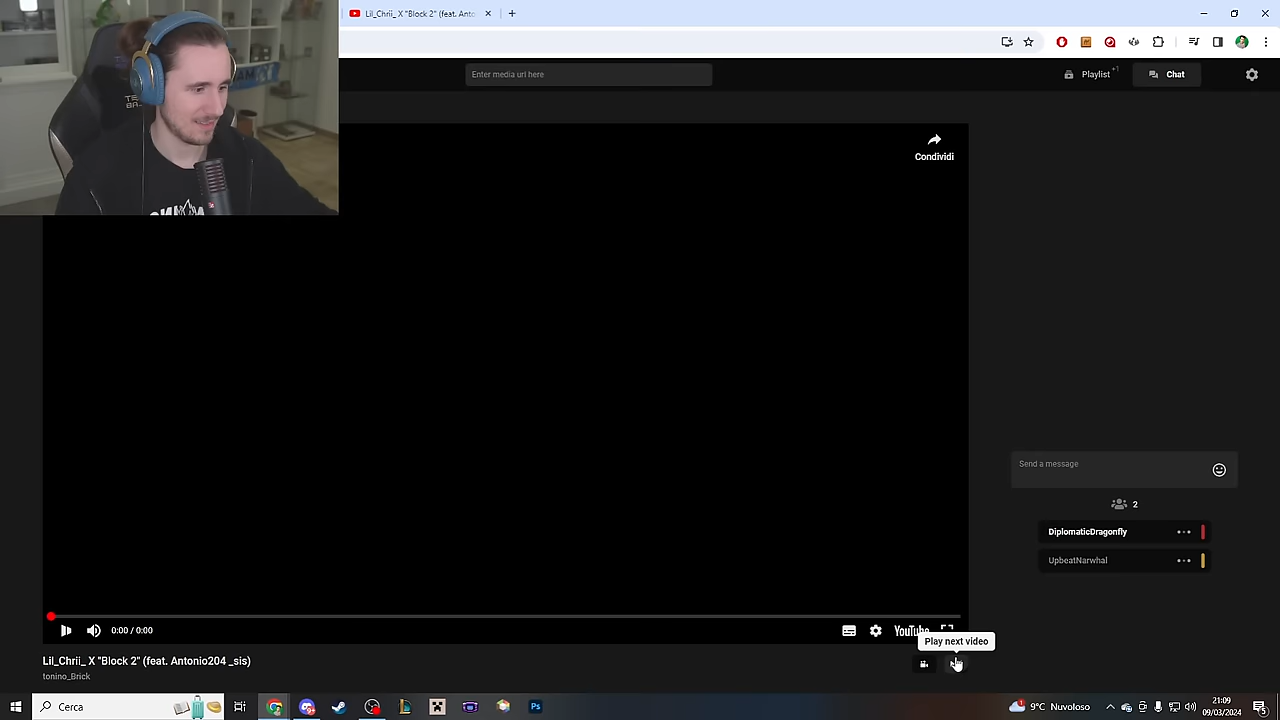 Lil_Chrii_ X "Block 2" (feat. Anto
Enter media url here
Playlist +1
Chat
Condividi
Send a message
2
DiplomaticDragonfly
UpbeatNarwhal
0:00 / 0:00
YouTube
Play next video
Lil_Chrii_ X "Block 2" (feat. Antonio204 _sis)
tonino_Brick
Cerca
9°C Nuvoloso
21:09
09/03/2024